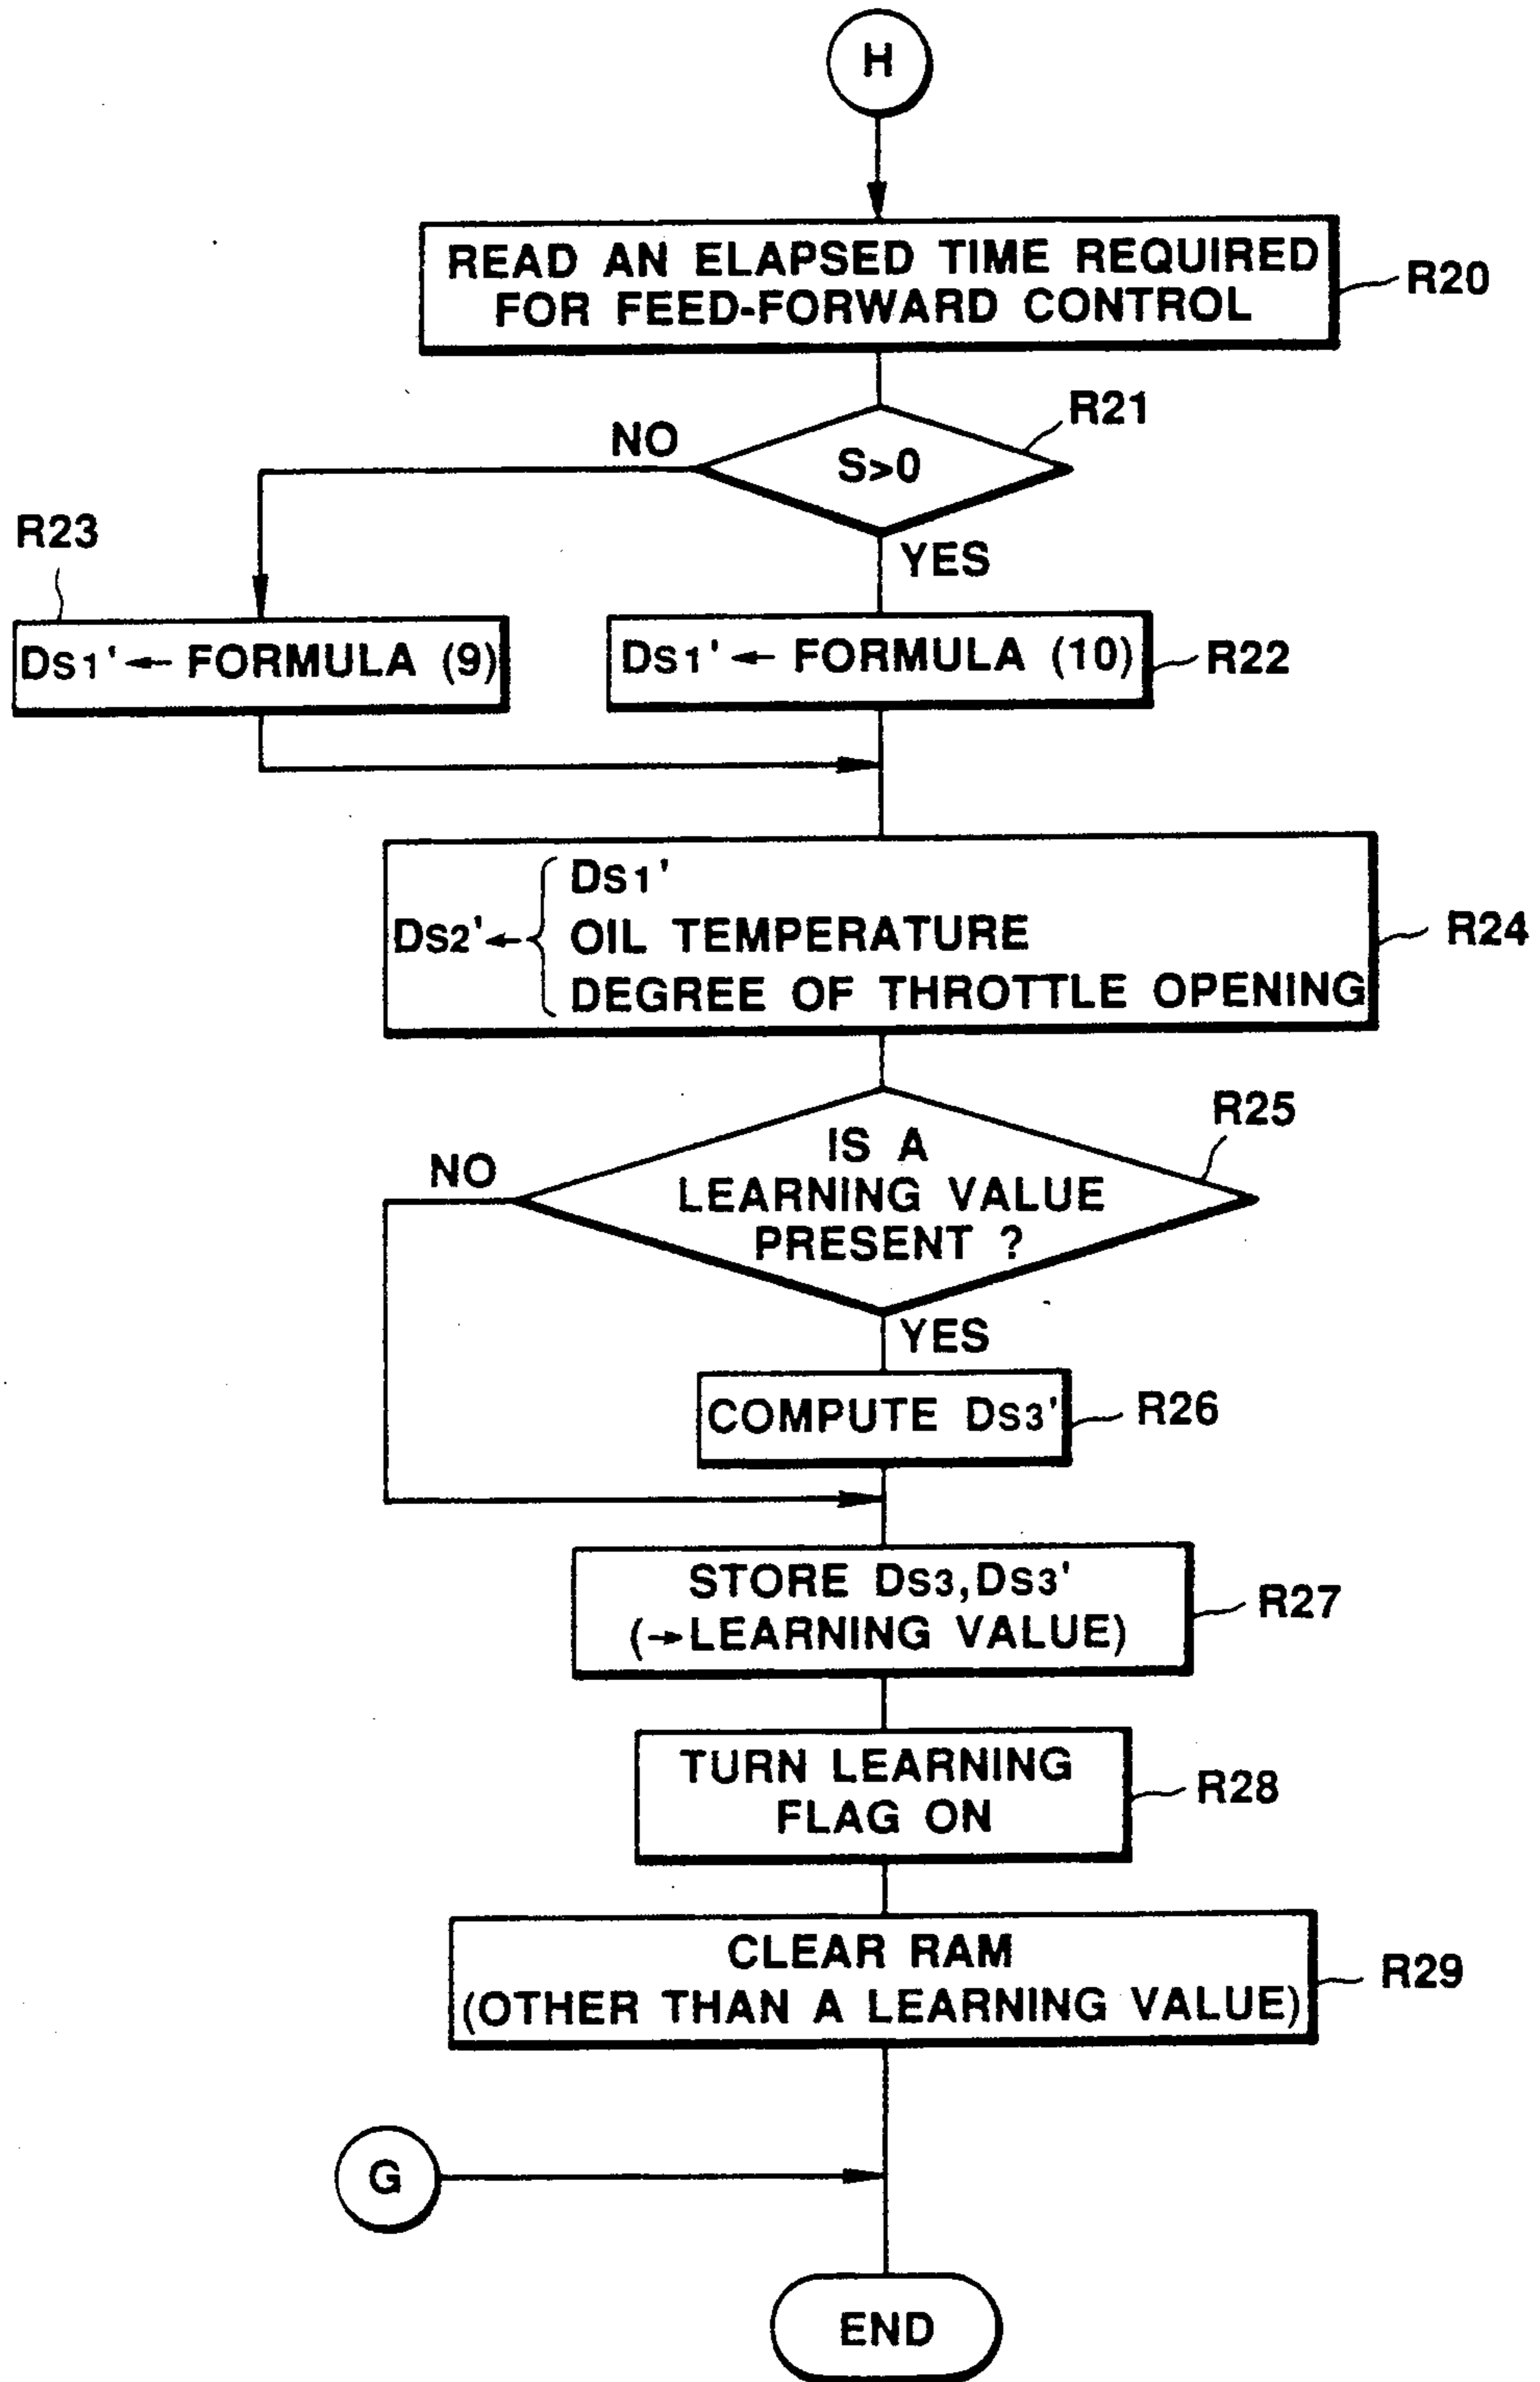 H
READ AN ELAPSED TIME REQUIRED
FOR FEED-FORWARD CONTROL
R20
R21
NO
S>0
YES
R23
DS1' ← FORMULA (9)
DS1' ← FORMULA (10)
R22
DS1'
DS2' ← { OIL TEMPERATURE
DEGREE OF THROTTLE OPENING
R24
R25
NO
IS A
LEARNING VALUE
PRESENT ?
YES
COMPUTE DS3'
R26
STORE DS3,DS3'
(→LEARNING VALUE)
R27
TURN LEARNING
FLAG ON
R28
CLEAR RAM
(OTHER THAN A LEARNING VALUE)
R29
G
END